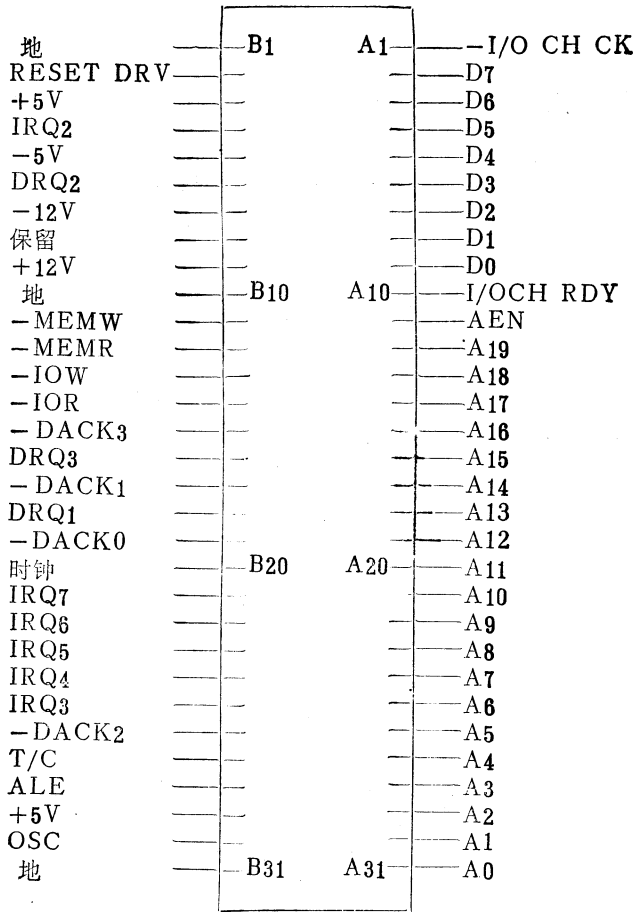 地 B1 A1 -I/O CH CK
RESET DRV D7
+5V D6
IRQ2 D5
-5V D4
DRQ2 D3
-12V D2
保留 D1
+12V D0
地 B10 A10 I/OCH RDY
-MEMW AEN
-MEMR A19
-IOW A18
-IOR A17
-DACK3 A16
DRQ3 A15
-DACK1 A14
DRQ1 A13
-DACK0 A12
时钟 B20 A20 A11
IRQ7 A10
IRQ6 A9
IRQ5 A8
IRQ4 A7
IRQ3 A6
-DACK2 A5
T/C A4
ALE A3
+5V A2
OSC A1
地 B31 A31 A0